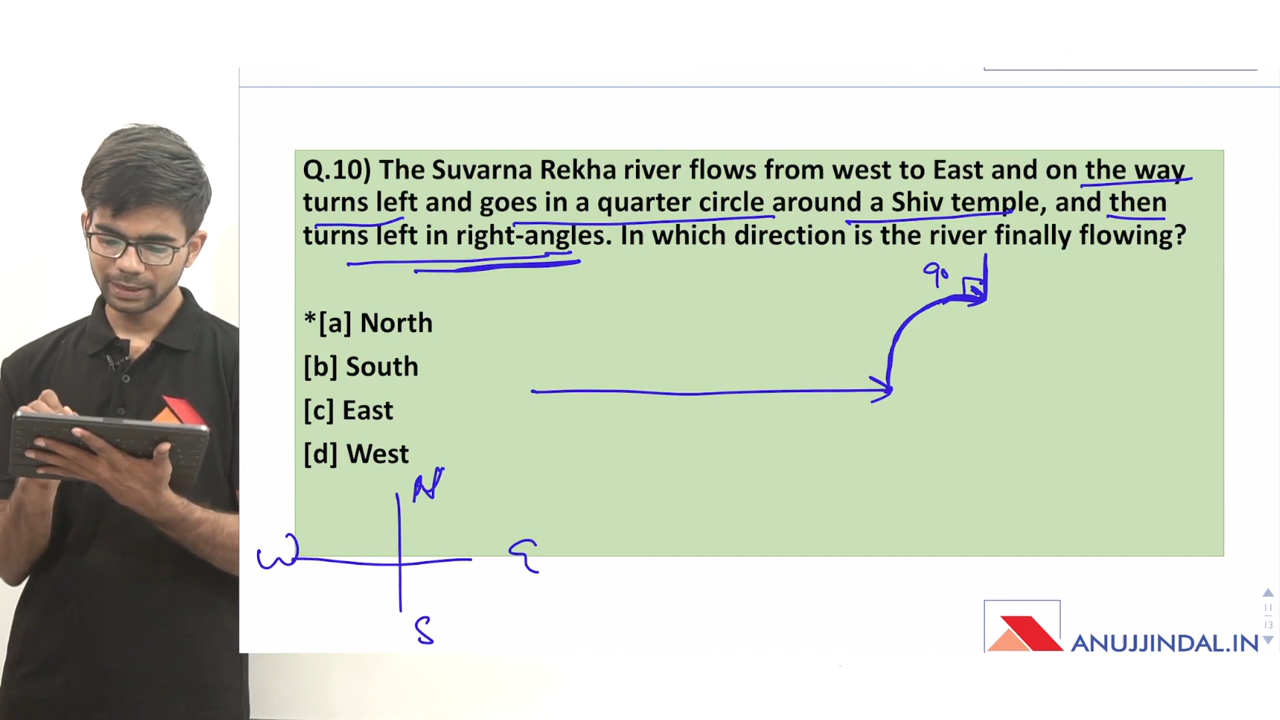 Q.10) The Suvarna Rekha river flows from west to East and on the way
turns left and goes in a quarter circle around a Shiv temple, and then
turns left in right-angles. In which direction is the river finally flowing?
90
*[a] North
[b] South
[c] East
[d] West
N
W E
S
11
13
ANUJJINDAL.IN